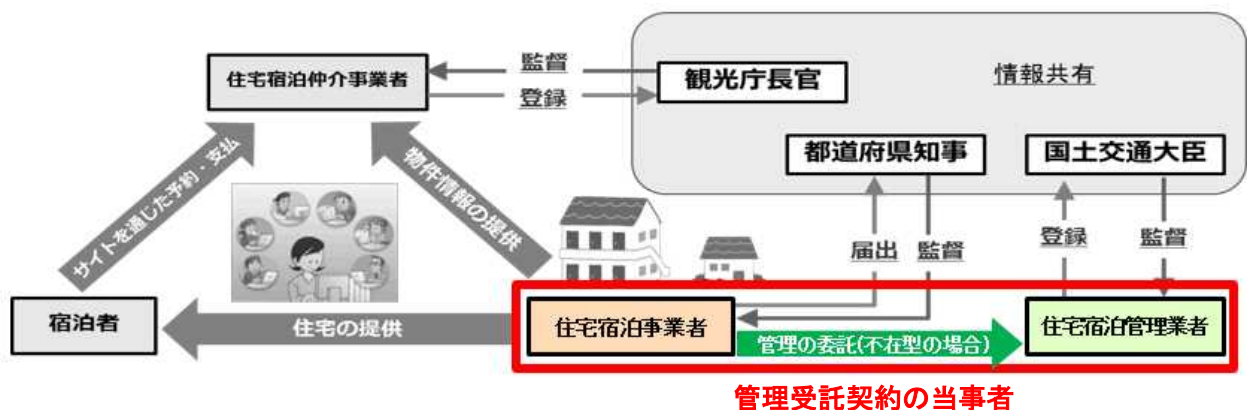 監督
住宅宿泊仲介事業者
観光庁長官
情報共有
登録
都道府県知事
国土交通大臣
サイトを通じた予約・支払
物件情報の提供
届出
監督
登録
監督
宿泊者
住宅の提供
住宅宿泊事業者
管理の委託(不在型の場合)
住宅宿泊管理業者
管理受託契約の当事者